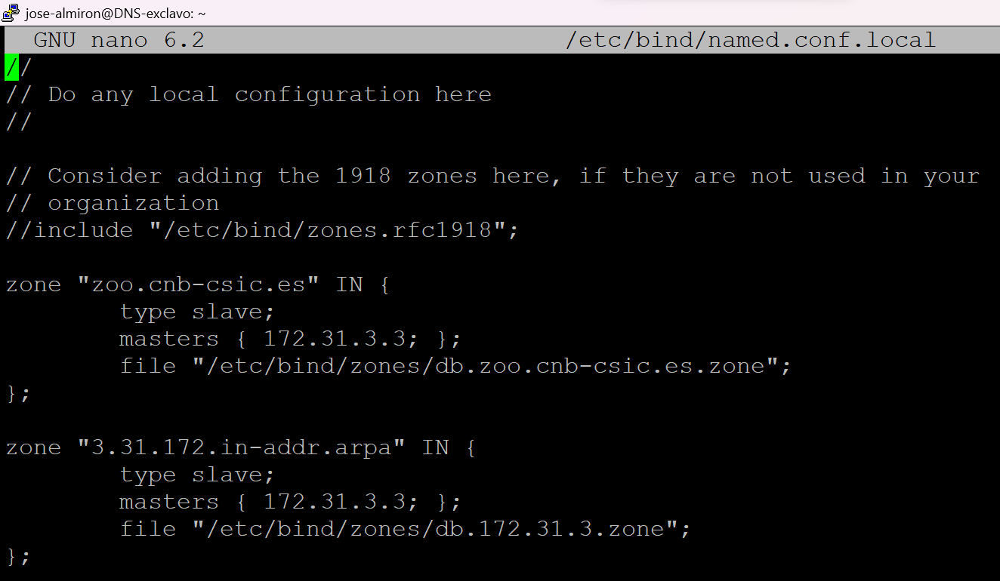 jose-almiron@DNS-exclavo: ~
GNU nano 6.2 /etc/bind/named.conf.local
//
// Do any local configuration here
//
// Consider adding the 1918 zones here, if they are not used in your
// organization
//include "/etc/bind/zones.rfc1918";
zone "zoo.cnb-csic.es" IN {
type slave;
masters { 172.31.3.3; };
file "/etc/bind/zones/db.zoo.cnb-csic.es.zone";
};
zone "3.31.172.in-addr.arpa" IN {
type slave;
masters { 172.31.3.3; };
file "/etc/bind/zones/db.172.31.3.zone";
};